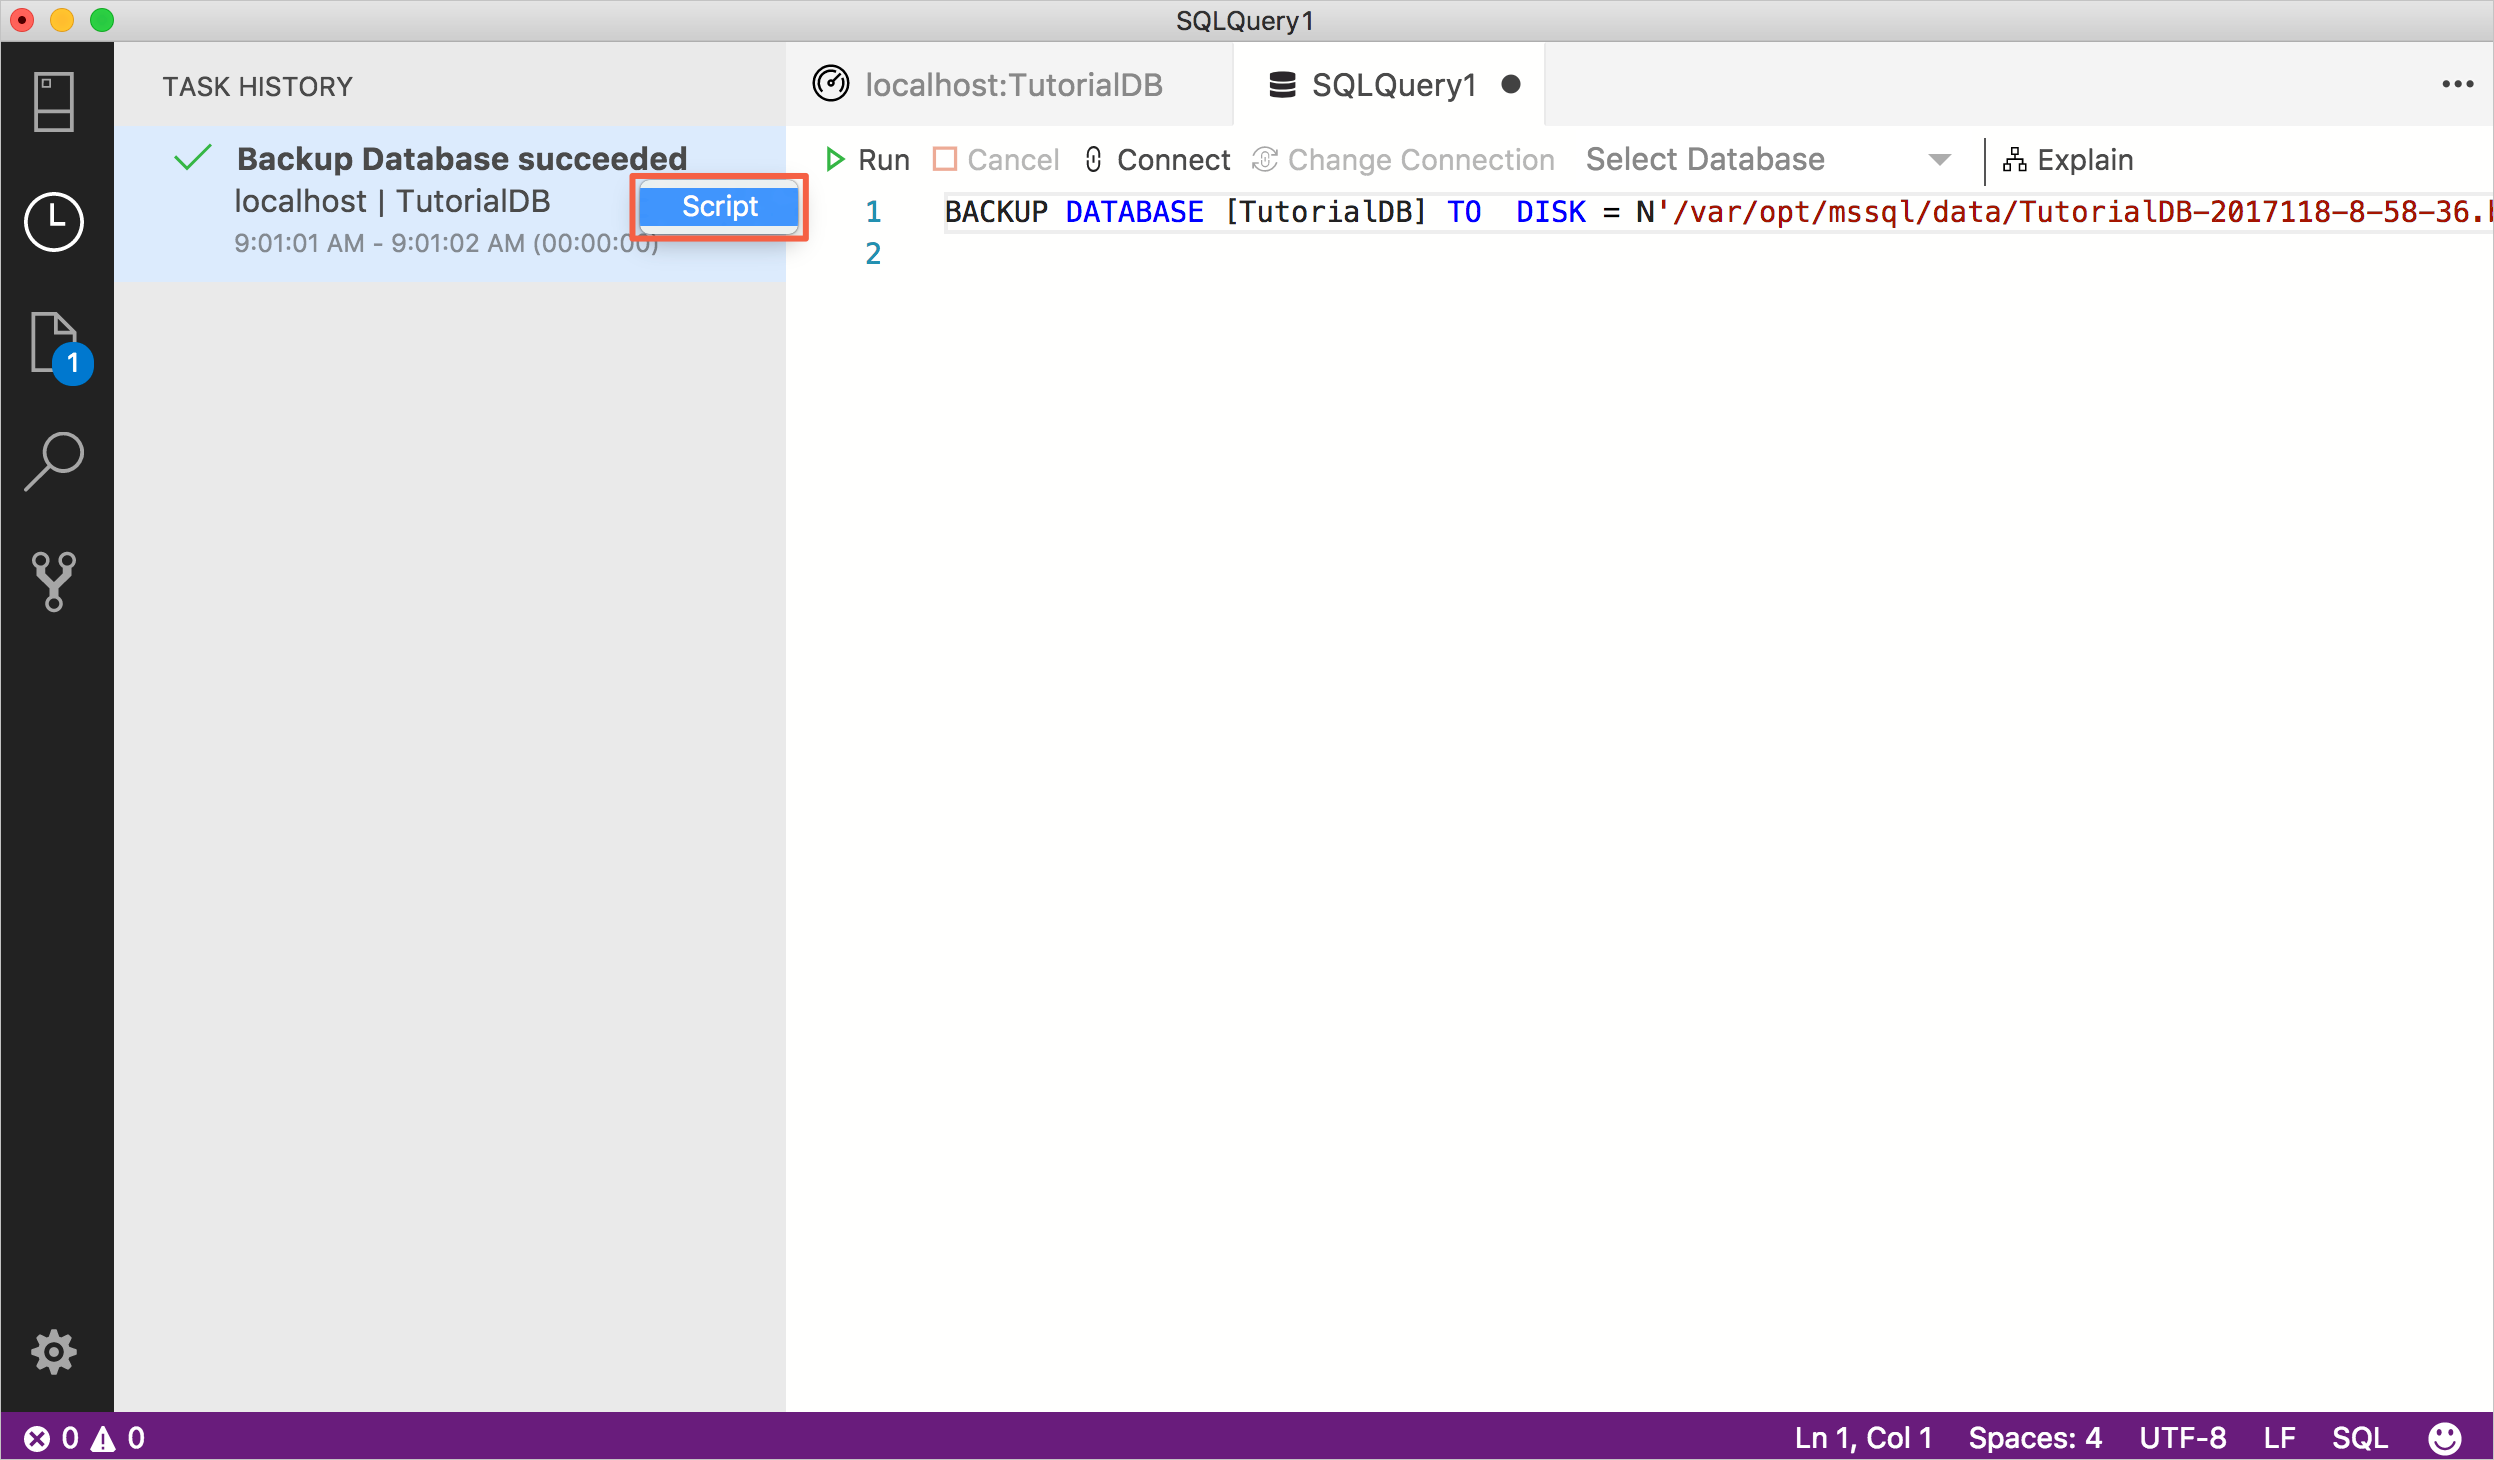 SQLQuery1
TASK HISTORY
localhost:TutorialDB
SQLQuery1
Backup Database succeeded
localhost | TutorialDB
9:01:01 AM - 9:01:02 AM (00:00:00)
Script
Run
Cancel
Connect
Change Connection
Select Database
Explain
1 BACKUP DATABASE [TutorialDB] TO  DISK = N'/var/opt/mssql/data/TutorialDB-2017118-8-58-36.
2
1
0
0
Ln 1, Col 1
Spaces: 4
UTF-8
LF
SQL